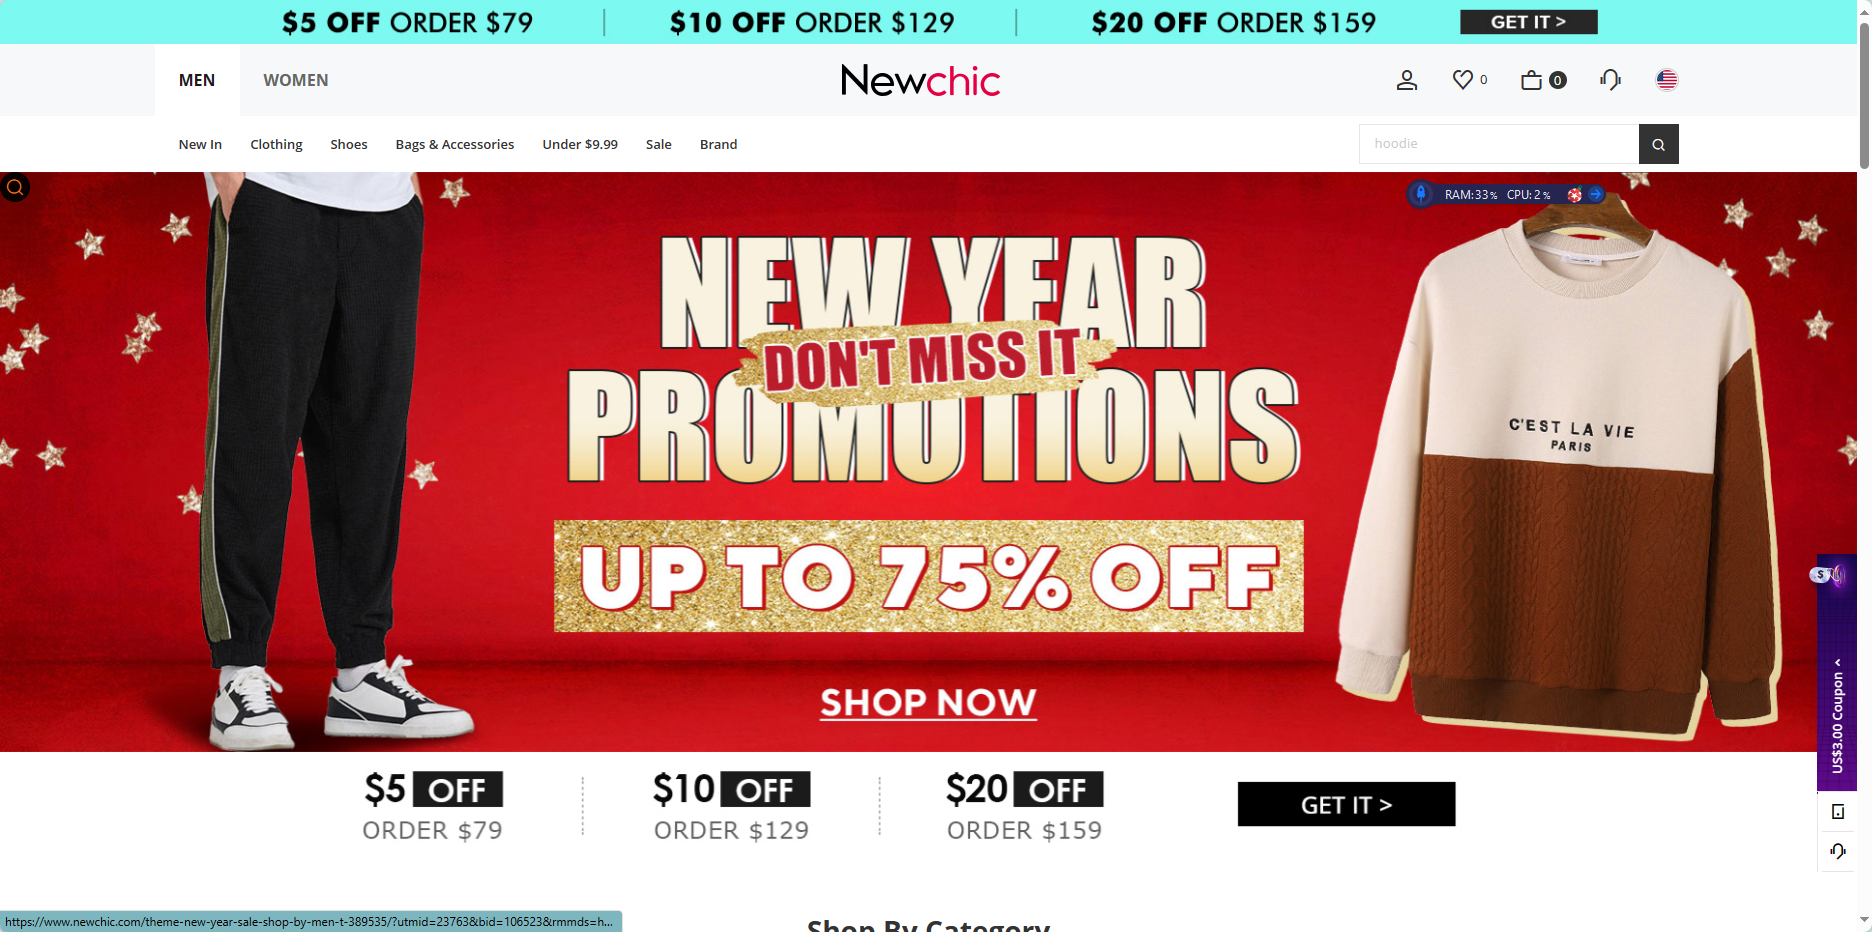 $5 OFF ORDER $79
$10 OFF ORDER $129
$20 OFF ORDER $159
GET IT >
MEN
WOMEN
Newchic
0
0
New In
Clothing
Shoes
Bags & Accessories
Under $9.99
Sale
Brand
hoodie
RAM:33% CPU:2%
NEW YEAR
DON'T MISS IT
PROMOTIONS
UP TO 75% OFF
SHOP NOW
C'EST LA VIE
PARIS
$
US$3.00 Coupon
$5 OFF
ORDER $79
$10 OFF
ORDER $129
$20 OFF
ORDER $159
GET IT >
Shop By Category
https://www.newchic.com/theme-new-year-sale-shop-by-men-t-389535/?utmid=23763&bid=106523&rmmds=h...